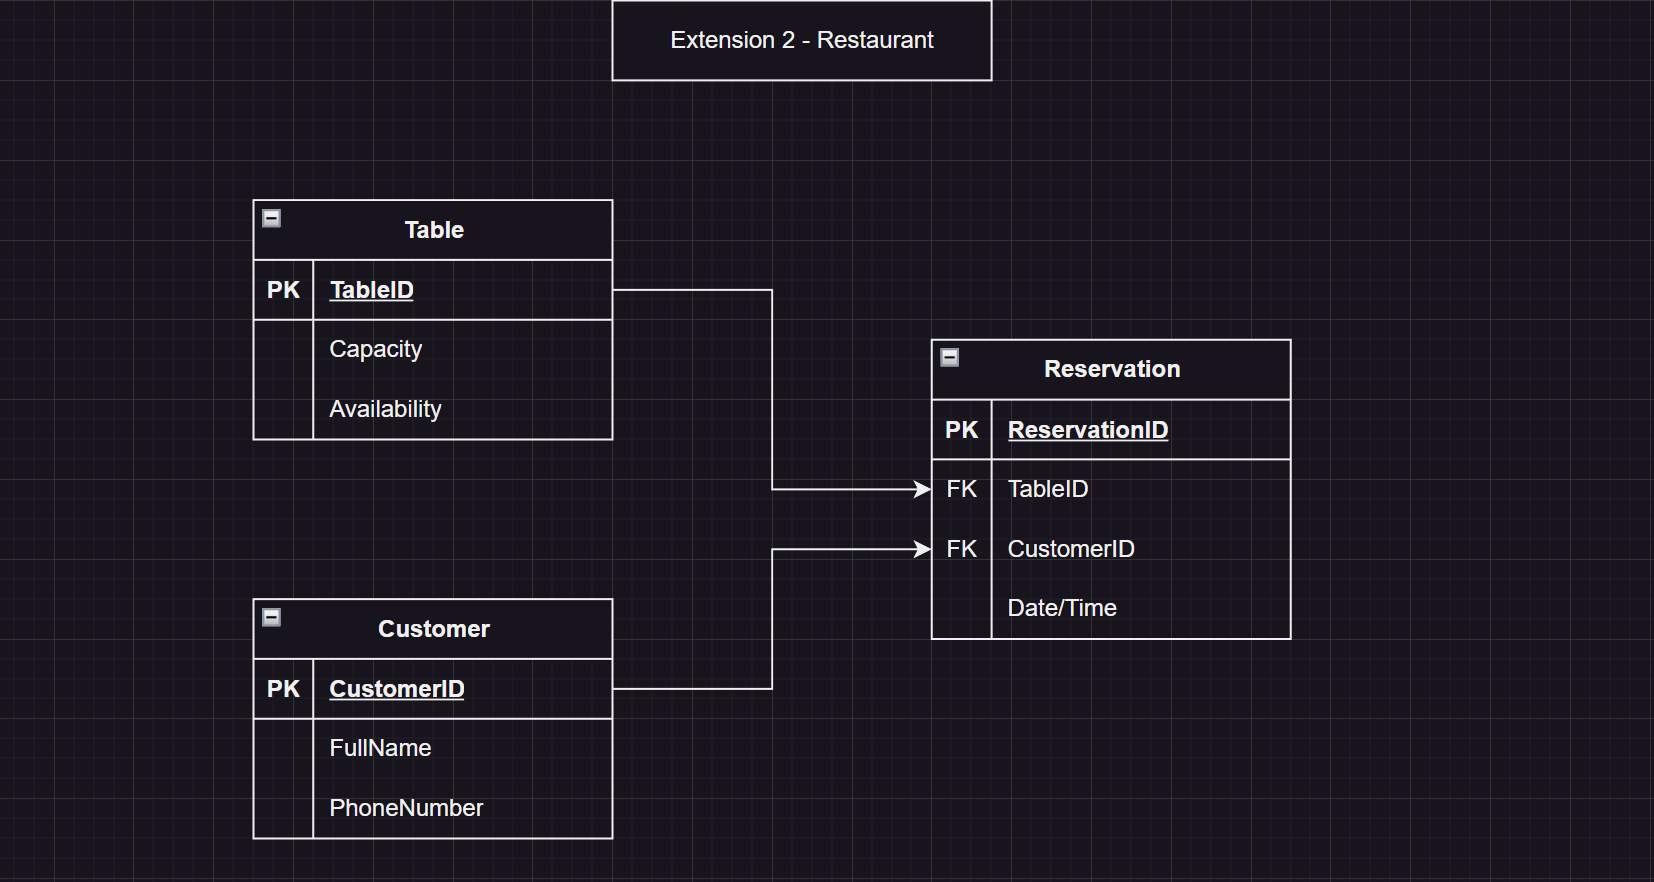 Extension 2 - Restaurant
Table
PK TableID
Capacity
Availability
Reservation
PK ReservationID
FK TableID
FK CustomerID
Date/Time
Customer
PK CustomerID
FullName
PhoneNumber